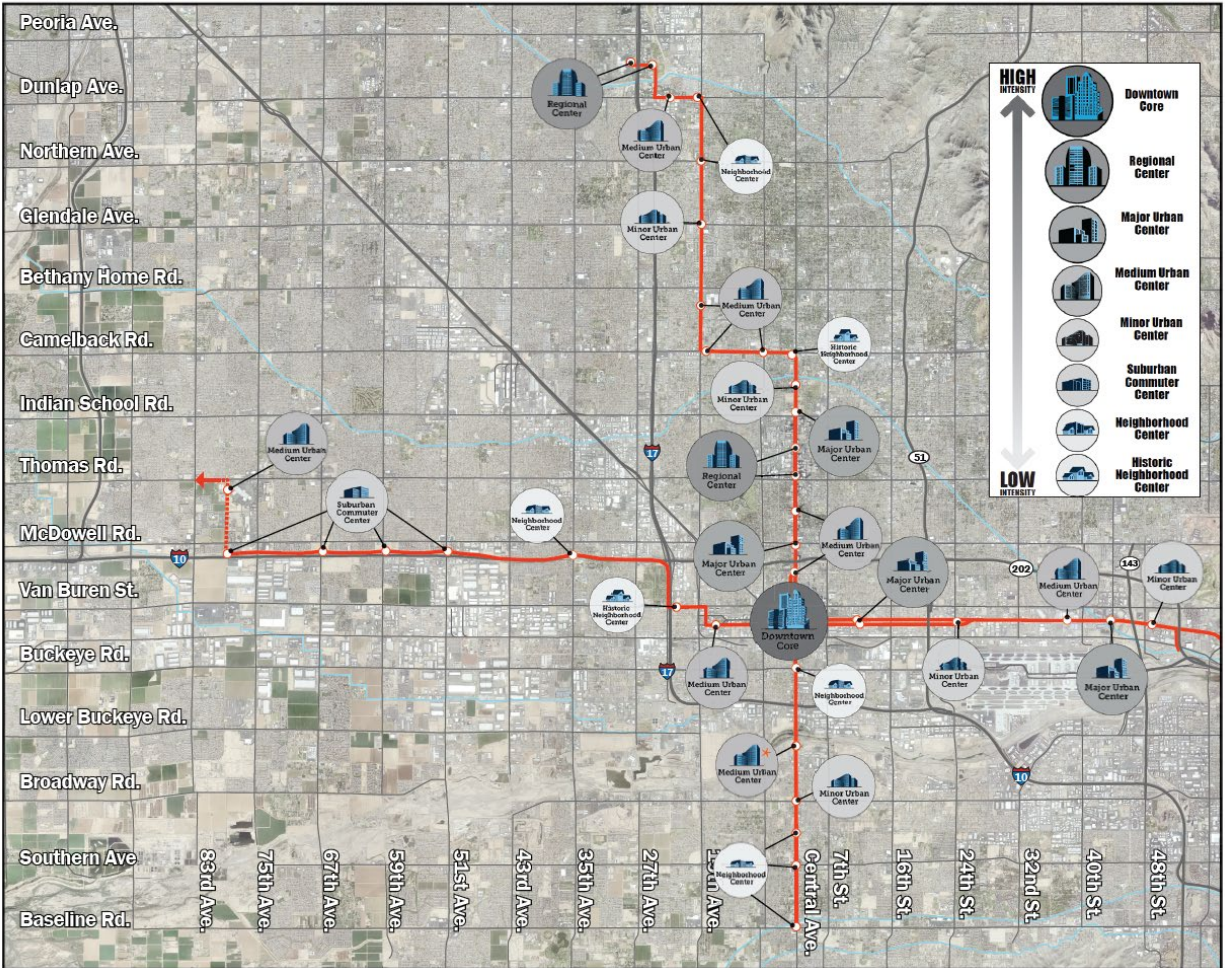 Peoria Ave.
Dunlap Ave.
Northern Ave.
Glendale Ave.
Bethany Home Rd.
Camelback Rd.
Indian School Rd.
Thomas Rd.
McDowell Rd.
Van Buren St.
Buckeye Rd.
Lower Buckeye Rd.
Broadway Rd.
Southern Ave
Baseline Rd.
83rd Ave.
75th Ave.
67th Ave.
59th Ave.
51st Ave.
43rd Ave.
35th Ave.
27th Ave.
Ave.
Central Ave.
7th St.
16th St.
24th St.
32nd St.
40th St.
48th St.
Regional
Center
Medium Urban
Center
Neighborhood
Center
Minor Urban
Center
Medium Urban
Center
Historic
Neighborhood
Center
Minor Urban
Center
Major Urban
Center
Regional
Center
Medium Urban
Center
Suburban
Commuter
Center
Neighborhood
Center
Major Urban
Center
Medium Urban
Center
Major Urban
Center
Medium Urban
Center
Minor Urban
Center
Historic
Neighborhood
Center
Downtown
Core
Medium Urban
Center
Neighborhood
Center
Minor Urban
Center
Major Urban
Center
Medium Urban
Center
*
Minor Urban
Center
Neighborhood
Center
17
51
10
202
143
17
10
HIGH
INTENSITY
Downtown
Core
Regional
Center
Major Urban
Center
Medium Urban
Center
Minor Urban
Center
Suburban
Commuter
Center
Neighborhood
Center
Historic
Neighborhood
Center
LOW
INTENSITY